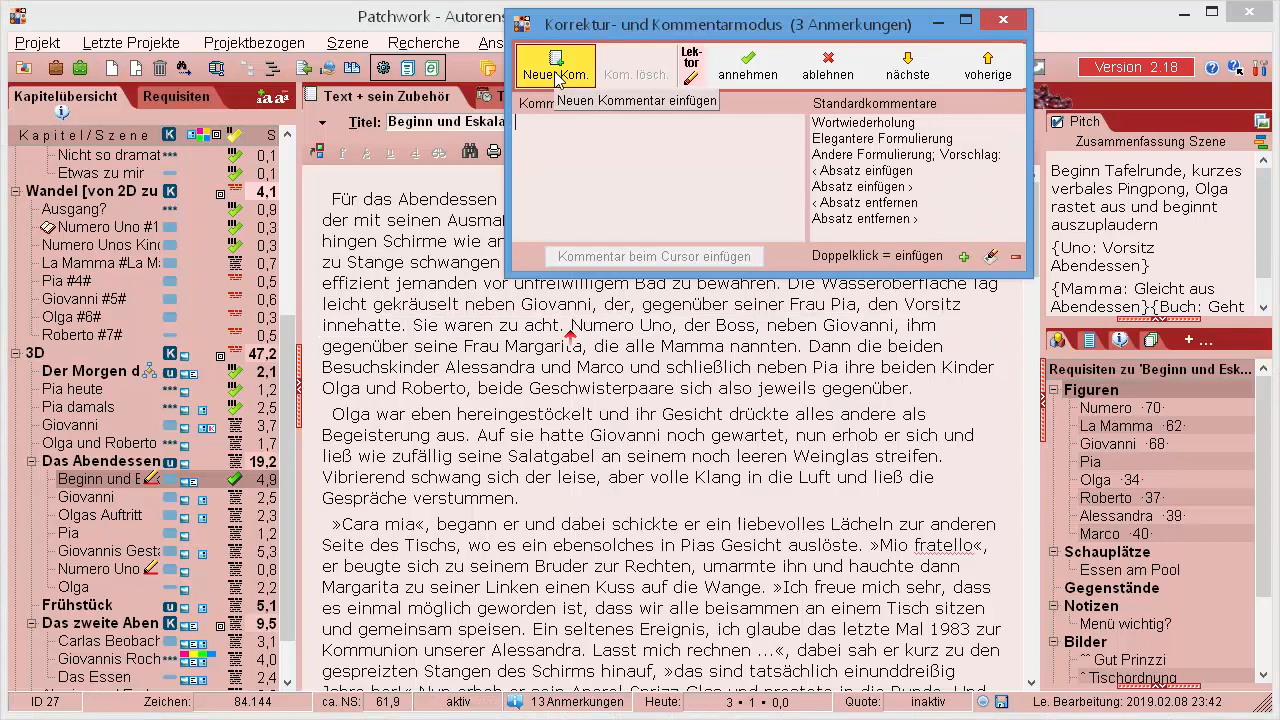 Patchwork - Autorens
Korrektur- und Kommentarmodus (3 Anmerkungen)
Projekt Letzte Projekte Projektbezogen Szene Recherche Ans
Neuer Kom. Kom. lösch. Lek-
tor annehmen ablehnen nächste vorherige
Version 2.18
Kapitelübersicht Requisiten Text + sein Zubehör
Neuen Kommentar einfügen
Standardkommentare
Titel: Beginn und Eskala
Wortwiederholung
Elegantere Formulierung
Andere Formulierung, Vorschlag:
‹ Absatz einfügen
Absatz einfügen ›
‹ Absatz entfernen
Absatz entfernen ›
Kommentar beim Cursor einfügen
Doppelklick = einfüg
Pitch
Zusammenfassung Szene
Beginn Tafelrunde, kurzes
verbales Pingpong, Olga
rastet aus und beginnt
auszuplaudern
{Uno: Vorsitz
Abendessen}
{Mamma: Gleicht aus
Abendessen}{Buch: Geht
Kapitel/Szene K S
Nicht so dramat 0,1
Etwas zu mir 0,1
Wandel [von 2D zu K 4,1
Ausgang? 0,9
Numero Uno #1 0,3
Numero Unos Kind 0,3
La Mamma #La M 0,2
Pia #4# 0,4
Giovanni #5# 0,6
Olga #6# 0,3
Roberto #7# 0,5
3D K 47,2
Der Morgen d u 2,1
Pia heute 1,2
Pia damals 2,5
Giovanni 3,7
Olga und Roberto 1,7
Das Abendessen u 19,2
Beginn und E 4,9
Giovanni 2,5
Olgas Auftritt 2,3
Pia 1,2
Giovannis Gesta 5,3
Numero Uno 0,8
Olga 2,2
Frühstück u 5,1
Das zweite Aben K 9,5
Carlas Beobach 3,1
Giovannis Roch 4,0
Das Essen 2,4
Für das Abendessen
der mit seinen Ausma
hingen Schirme wie ar
zu Stange schwangen
effizient jemanden vor unfreiwilligem Bad zu bewahren. Die Wasseroberfläche lag
leicht gekräuselt neben Giovanni, der, gegenüber seiner Frau Pia, den Vorsitz
innehatte. Sie waren zu acht. Numero Uno, der Boss, neben Giovanni, ihm
gegenüber seine Frau Margarita, die alle Mamma nannten. Dann die beiden
Besuchskinder Alessandra und Marco und schließlich neben Pia ihr beiden Kinder
Olga und Roberto, beide Geschwisterpaare sich also jeweils gegenüber.
Olga war eben hereingestöckelt und ihr Gesicht drückte alles andere als
Begeisterung aus. Auf sie hatte Giovanni noch gewartet, nun erhob er sich und
ließ wie zufällig seine Salatgabel an seinem noch leeren Weinglas streifen.
Vibrierend schwang sich der leise, aber volle Klang in die Luft und ließ die
Gespräche verstummen.
»Cara mia«, begann er und dabei schickte er ein liebevolles Lächeln zur anderen
Seite des Tischs, wo es ein ebensolches in Pias Gesicht auslöste. »Mio fratello«,
er beugte sich zu seinem Bruder zur Rechten, umarmte ihn und hauchte dann
Margarita zu seiner Linken einen Kuss auf die Wange. »Ich freue mich sehr, dass
es einmal möglich geworden ist, dass wir alle beisammen an einem Tisch sitzen
und gemeinsam speisen. Ein seltenes Ereignis, ich glaube das letzte Mal 1983 zur
Kommunion unserer Alessandra. Lass mich rechnen ...«, dabei sah er kurz zu den
gespreizten Stangen des Schirms hinauf, »das sind tatsächlich einunddreißig
Requisiten zu 'Beginn und Esk...
Figuren
Numero ·70·
La Mamma ·62·
Giovanni ·68·
Pia
Olga ·34·
Roberto ·37·
Alessandra ·39·
Marco ·40·
Schauplätze
Essen am Pool
Gegenstände
Notizen
Menü wichtig?
Bilder
^^ Gut Prinzzi
Tischordnung
ID 27 Zeichen: 84.144 ca. NS: 61,9 aktiv 13 Anmerkungen Heute: 3 • 1 • 0,0 Quote: inaktiv Le. Bearbeitung: 2019.02.08 23:42